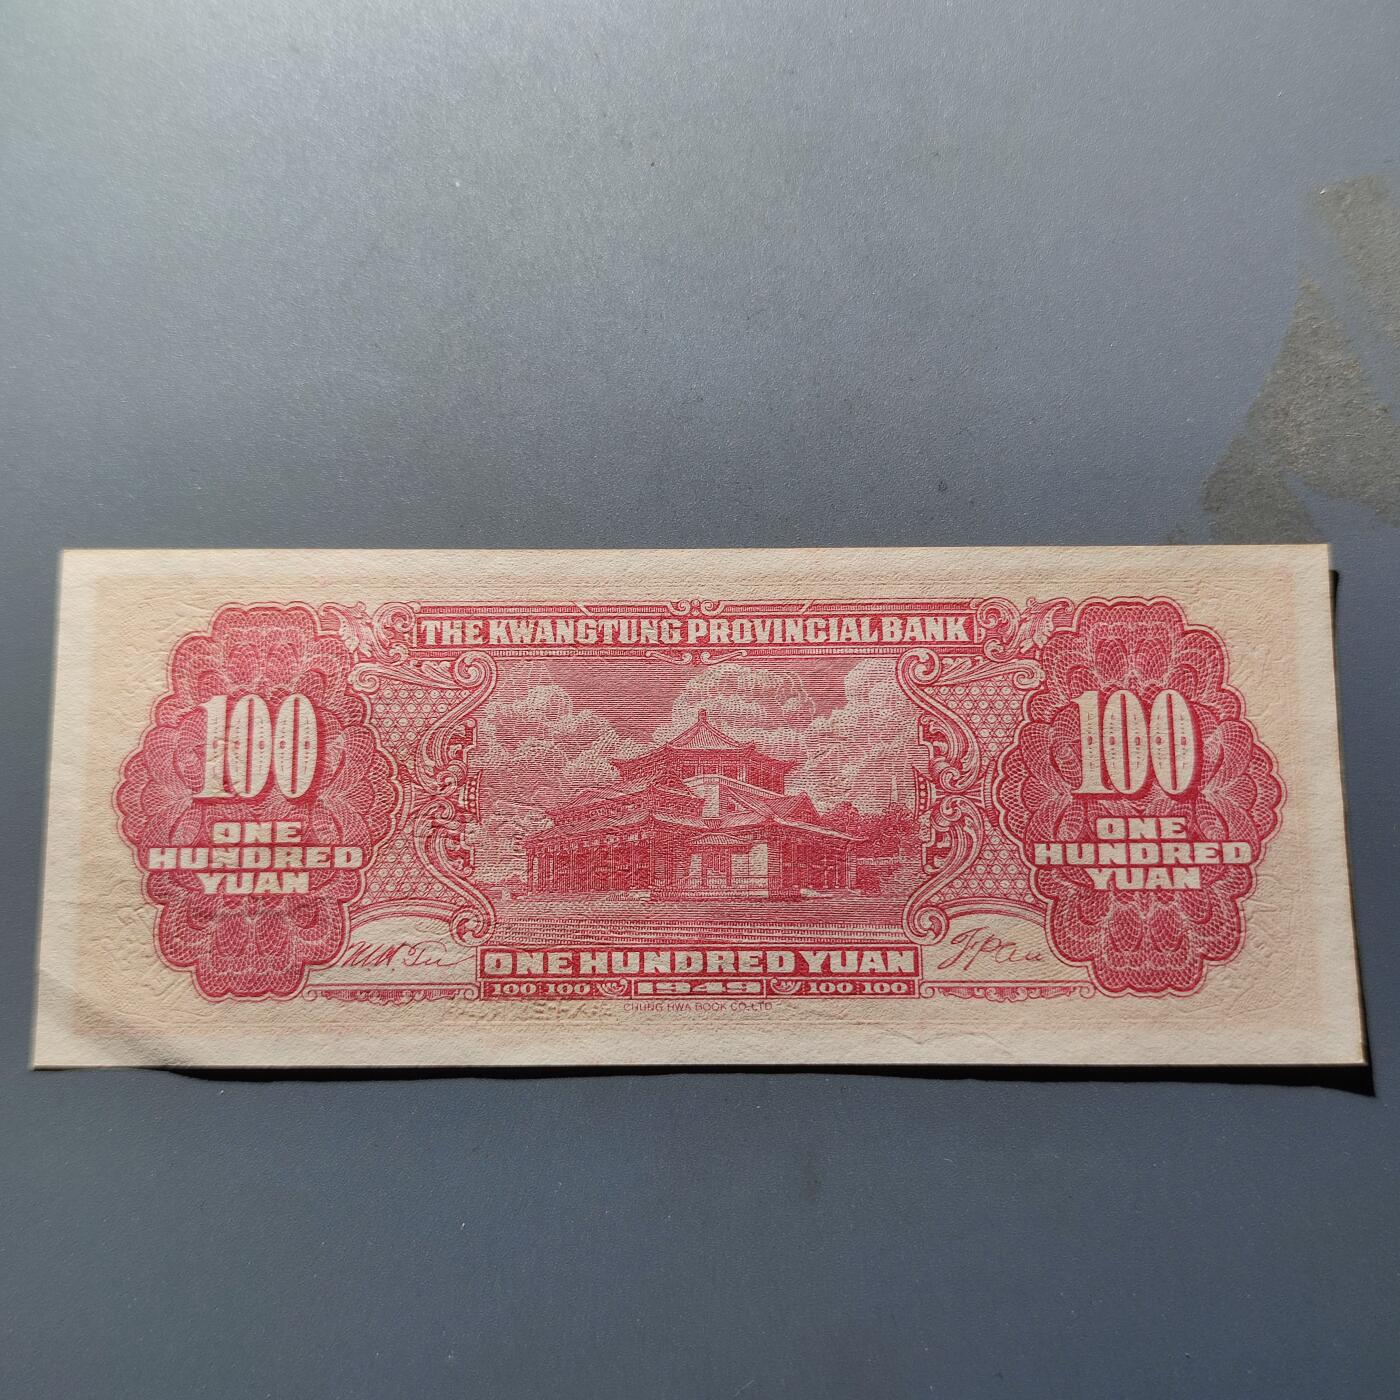 THE KWANGTUNG PROVINCIAL BANK
100
ONE
HUNDRED
YUAN
100
ONE
HUNDRED
YUAN
ONE HUNDRED YUAN
100 100 1949 100 100
CHUNG HWA BOOK CO.LTD